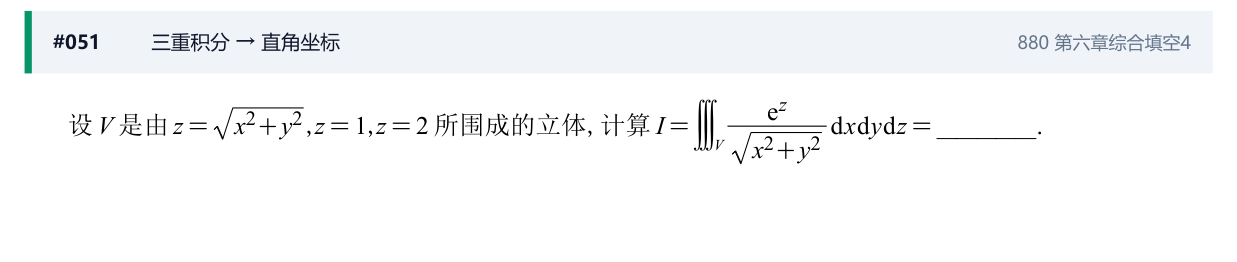 #051 三重积分 → 直角坐标 880 第六章综合填空4
设 V 是由 z = √(x²+y²), z = 1, z = 2 所围成的立体, 计算 I = ∭_V e^z/√(x²+y²) dxdydz = ________.